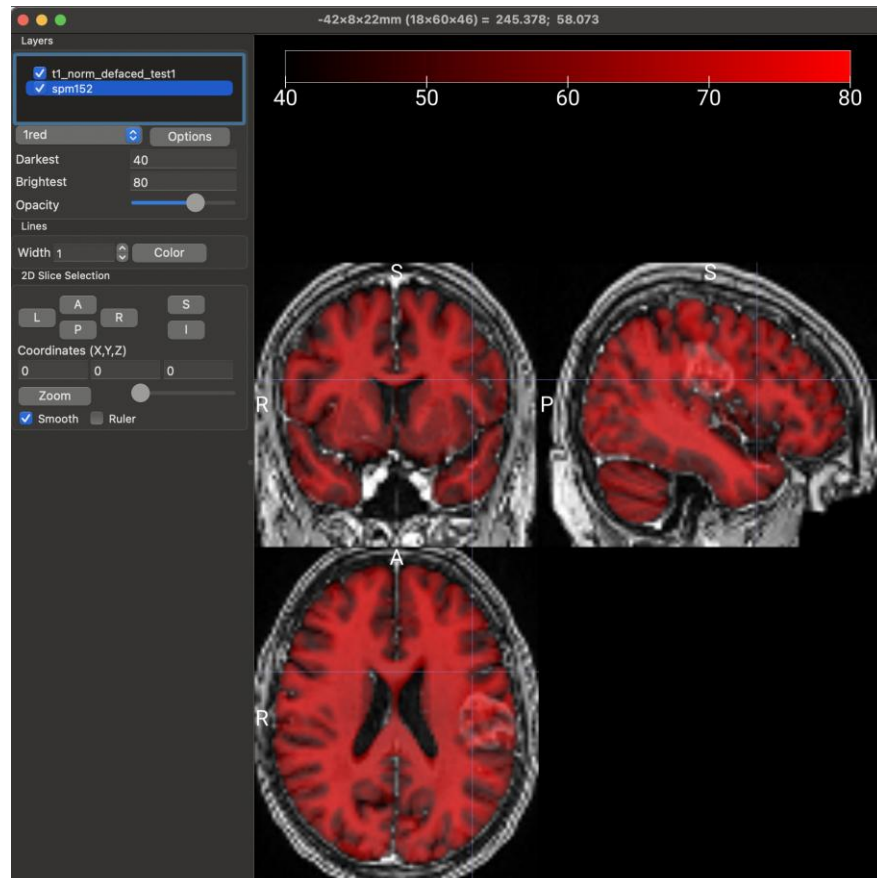 -42×8×22mm (18×60×46) = 245.378; 58.073
Layers
t1_norm_defaced_test1
spm152
1red Options
Darkest 40
Brightest 80
Opacity
Lines
Width 1 Color
2D Slice Selection
A S
L R
P I
Coordinates (X,Y,Z)
0 0 0
Zoom
Smooth Ruler
40 50 60 70 80
S S
R P
A
R